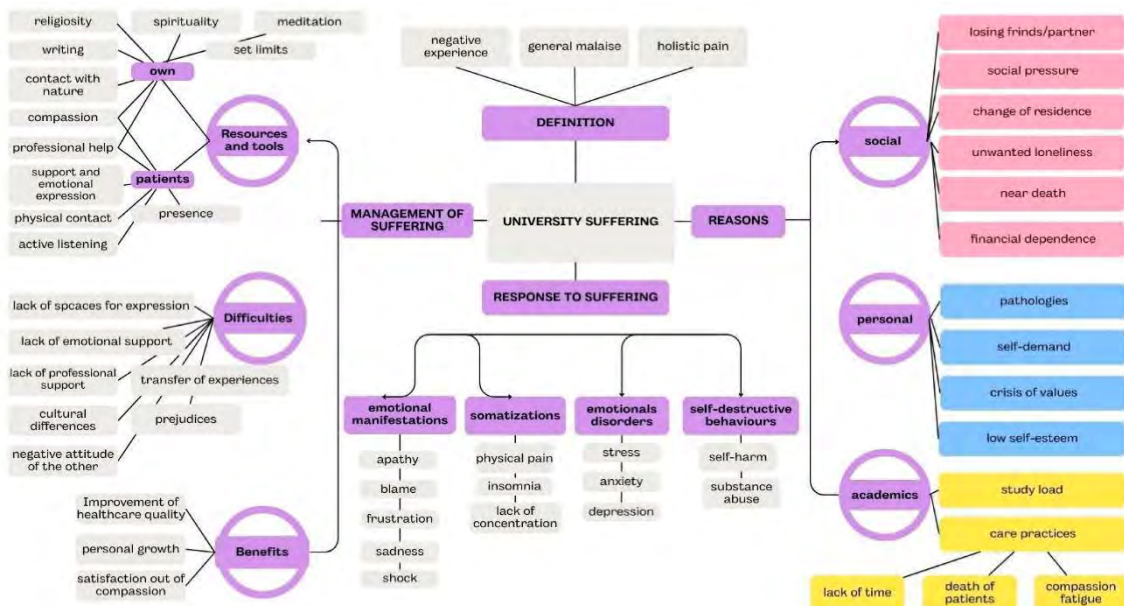 religiosity
spirituality
meditation
writing
set limits
own
contact with
nature
compassion
professional help
support and
emotional
expression
patients
physical contact
presence
active listening
Resources
and tools
negative
experience
general malaise
holistic pain
DEFINITION
MANAGEMENT OF
SUFFERING
UNIVERSITY SUFFERING
REASONS
RESPONSE TO SUFFERING
lack of spcaces for expression
lack of emotional support
lack of professional
support
transfer of experiences
cultural
differences
prejudices
negative attitude
of the other
Difficulties
Improvement of
healthcare quality
personal growth
satisfaction out of
compassion
Benefits
emotional
manifestations
apathy
blame
frustration
sadness
shock
somatizations
physical pain
insomnia
lack of
concentration
emotionals
disorders
stress
anxiety
depression
self-destructive
behaviours
self-harm
substance
abuse
social
losing frinds/partner
social pressure
change of residence
unwanted loneliness
near death
financial dependence
personal
pathologies
self-demand
crisis of values
low self-esteem
academics
study load
care practices
lack of time
death of
patients
compassion
fatigue